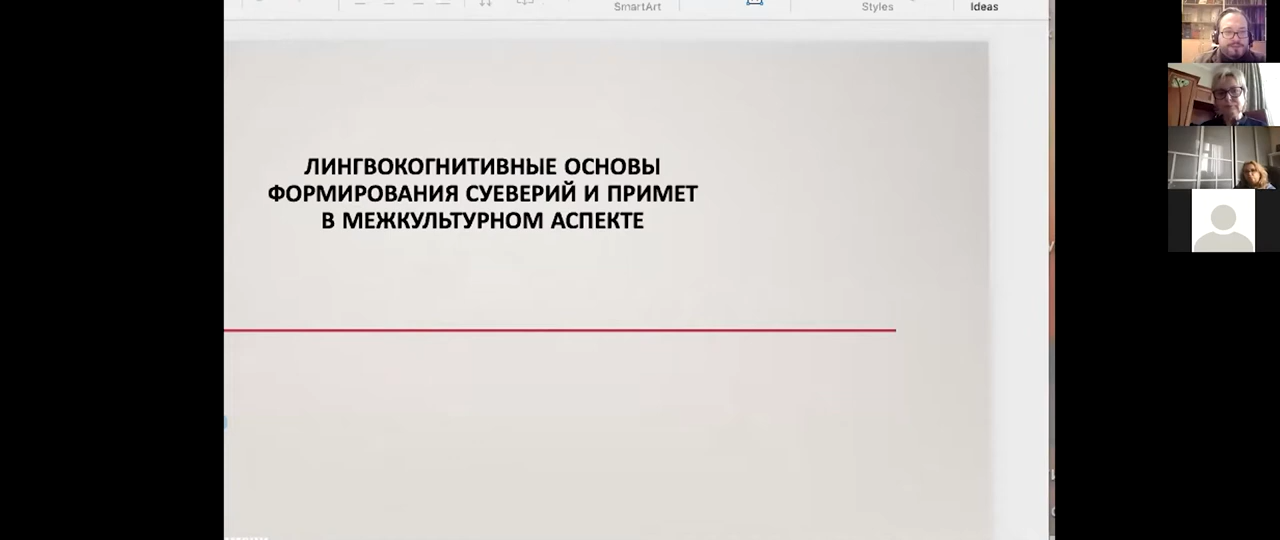 SmartArt
Styles
Ideas
ЛИНГВОКОГНИТИВНЫЕ ОСНОВЫ
ФОРМИРОВАНИЯ СУЕВЕРИЙ И ПРИМЕТ
В МЕЖКУЛЬТУРНОМ АСПЕКТЕ